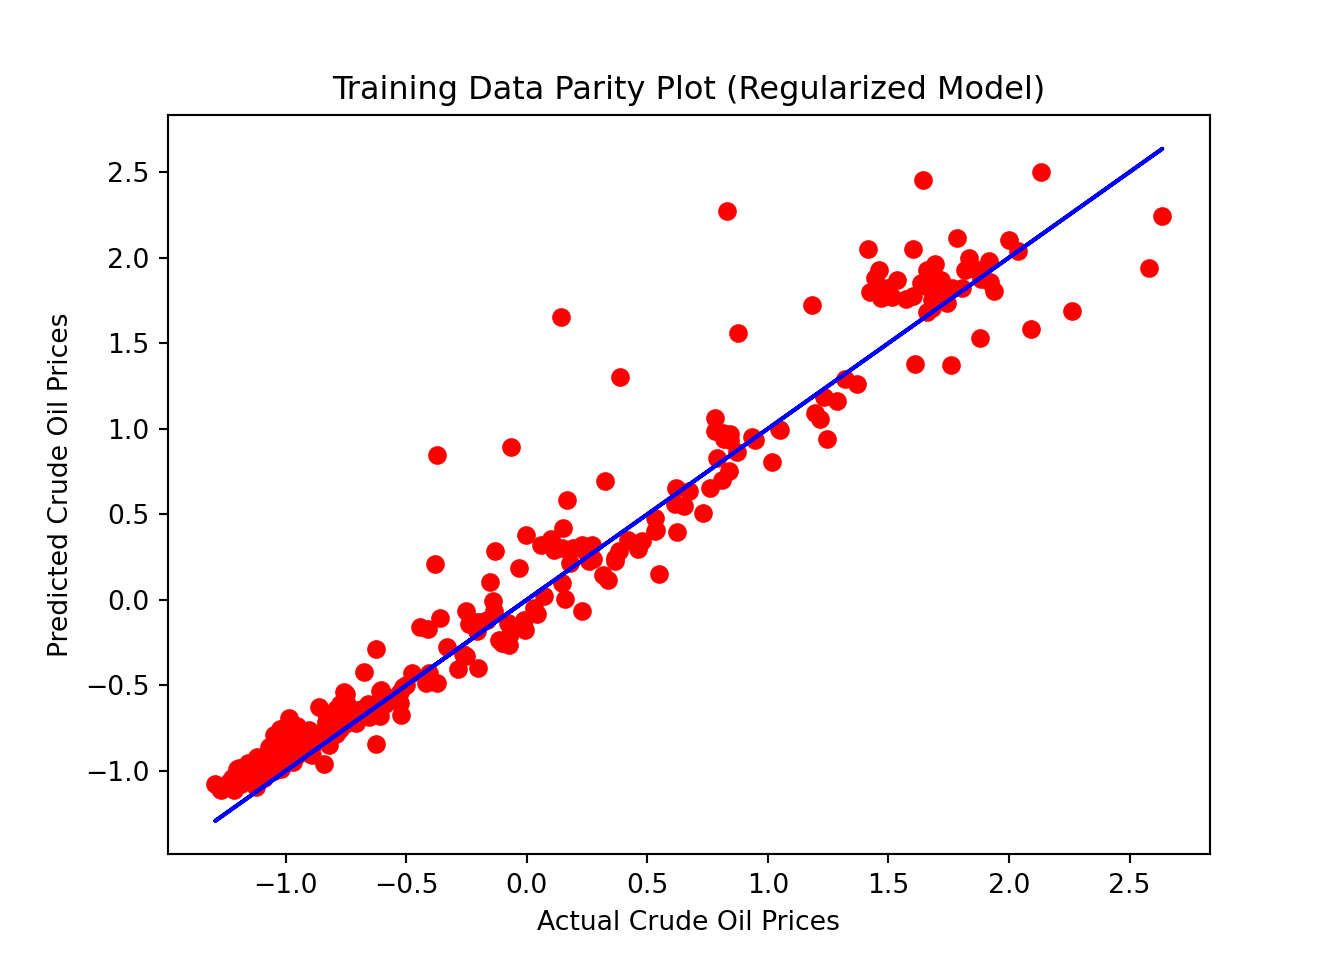 Training Data Parity Plot (Regularized Model)
Predicted Crude Oil Prices
2.5
2.0
1.5
1.0
0.5
0.0
−0.5
−1.0
−1.0 −0.5 0.0 0.5 1.0 1.5 2.0 2.5
Actual Crude Oil Prices